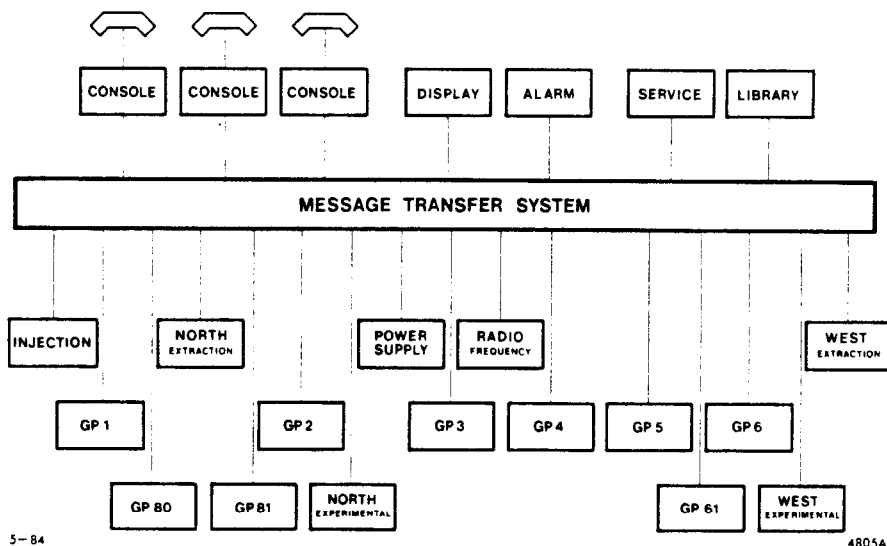 CONSOLE
CONSOLE
CONSOLE
DISPLAY
ALARM
SERVICE
LIBRARY
MESSAGE TRANSFER SYSTEM
INJECTION
NORTH
EXTRACTION
POWER
SUPPLY
RADIO
FREQUENCY
WEST
EXTRACTION
GP 1
GP 2
GP 3
GP 4
GP 5
GP 6
GP 80
GP 81
NORTH
EXPERIMENTAL
GP 61
WEST
EXPERIMENTAL
5-84
4805A